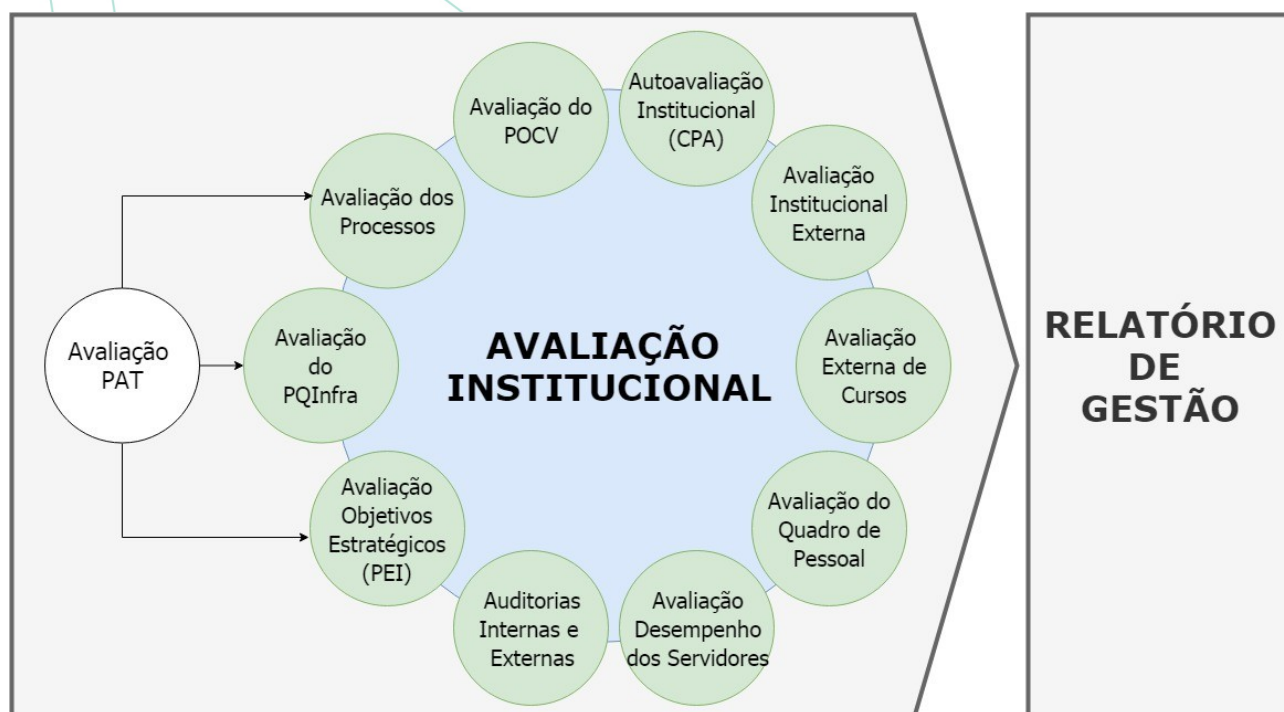 Avaliação do
POCV
Autoavaliação
Institucional
(CPA)
Avaliação
Institucional
Externa
Avaliação dos
Processos
Avaliação
PAT
Avaliação
do
PQInfra
AVALIAÇÃO
INSTITUCIONAL
Avaliação
Externa de
Cursos
RELATÓRIO
DE
GESTÃO
Avaliação
Objetivos
Estratégicos
(PEI)
Avaliação do
Quadro de
Pessoal
Auditorias
Internas e
Externas
Avaliação
Desempenho
dos Servidores